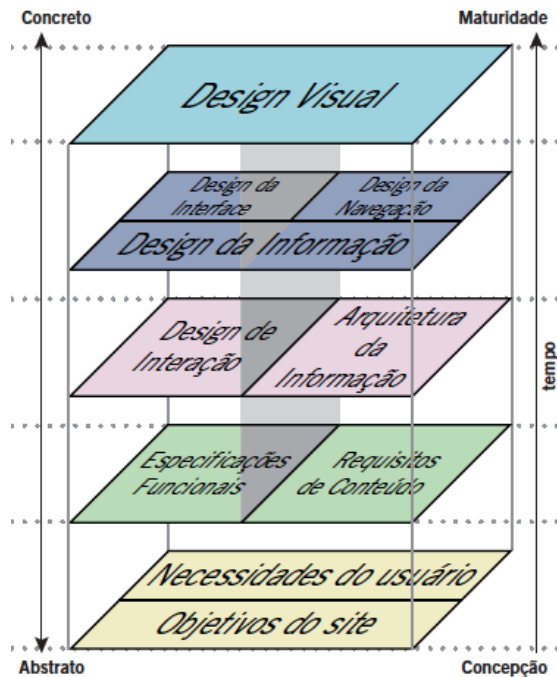 Concreto
Maturidade
Design Visual
Design da
Interface
Design da
Navegação
Design da Informação
Design de
Interação
Arquitetura
da
Informação
tempo
Especificações
Funcionais
Requisitos
de Conteúdo
Necessidades do usuário
Objetivos do site
Abstrato
Concepção